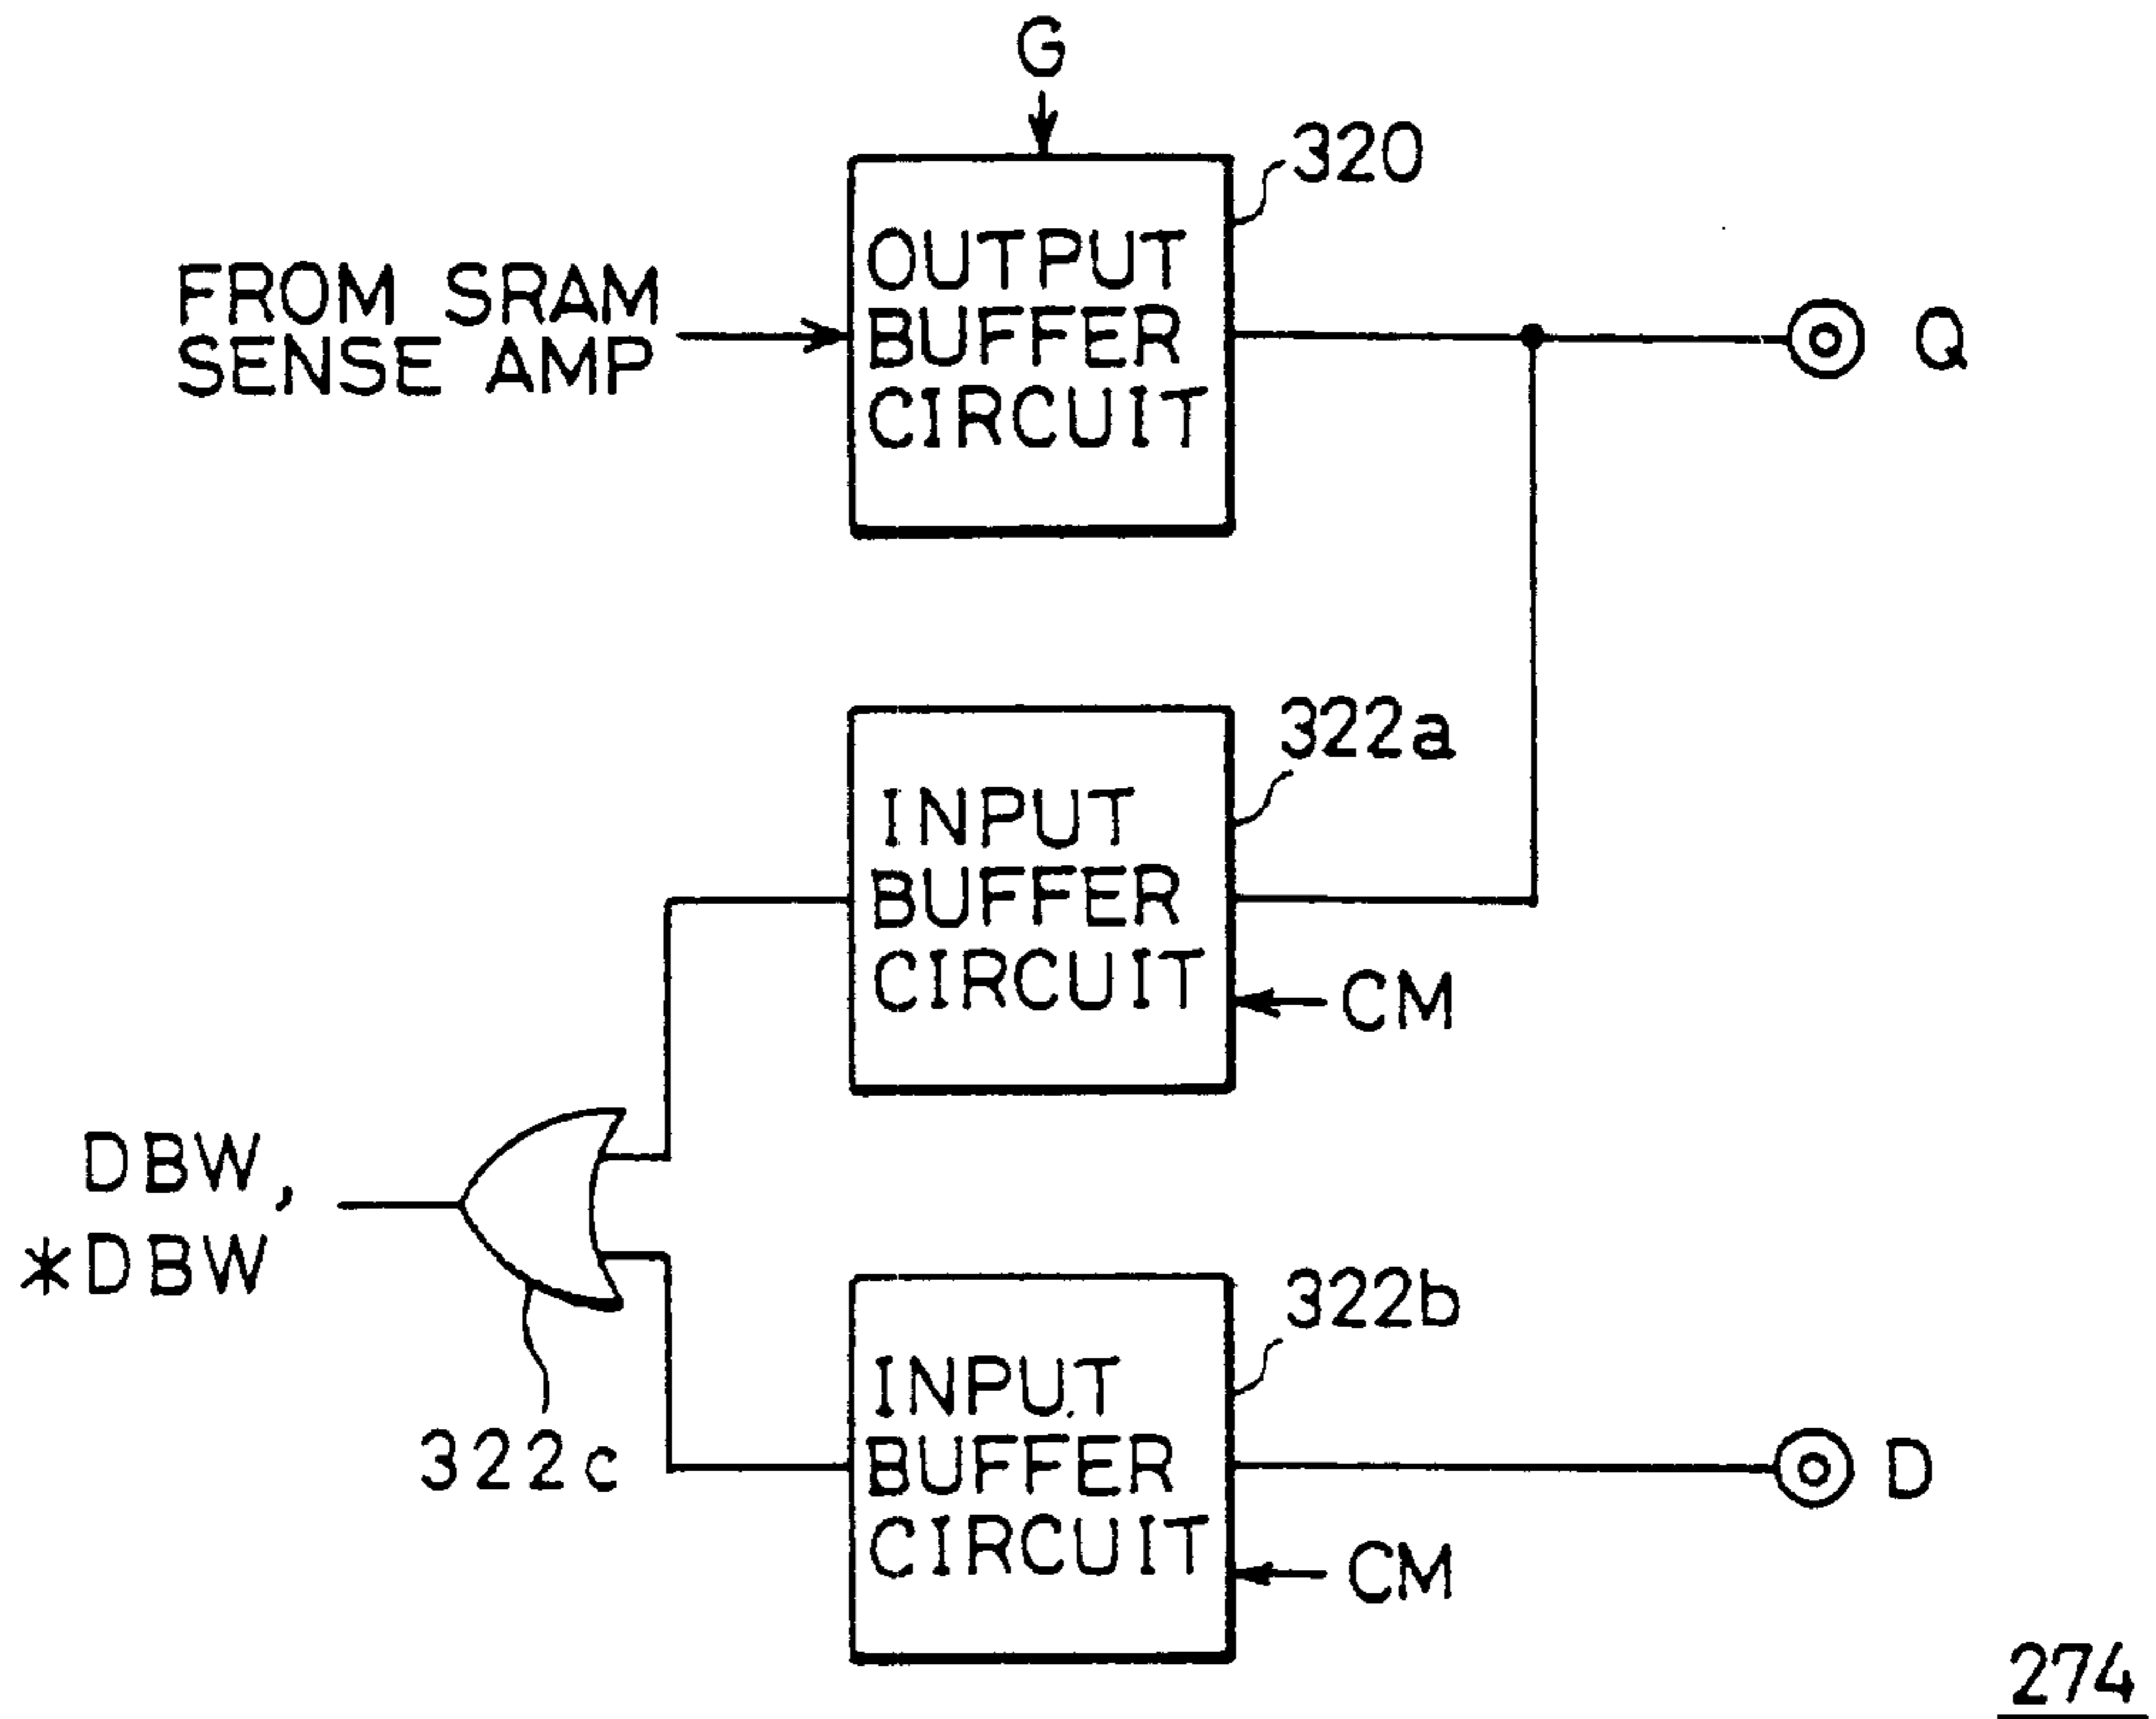 G
320
FROM SRAM
SENSE AMP
OUTPUT
BUFFER
CIRCUIT
Q
322a
INPUT
BUFFER
CIRCUIT
CM
DBW,
*DBW
322c
322b
INPUT
BUFFER
CIRCUIT
D
CM
274